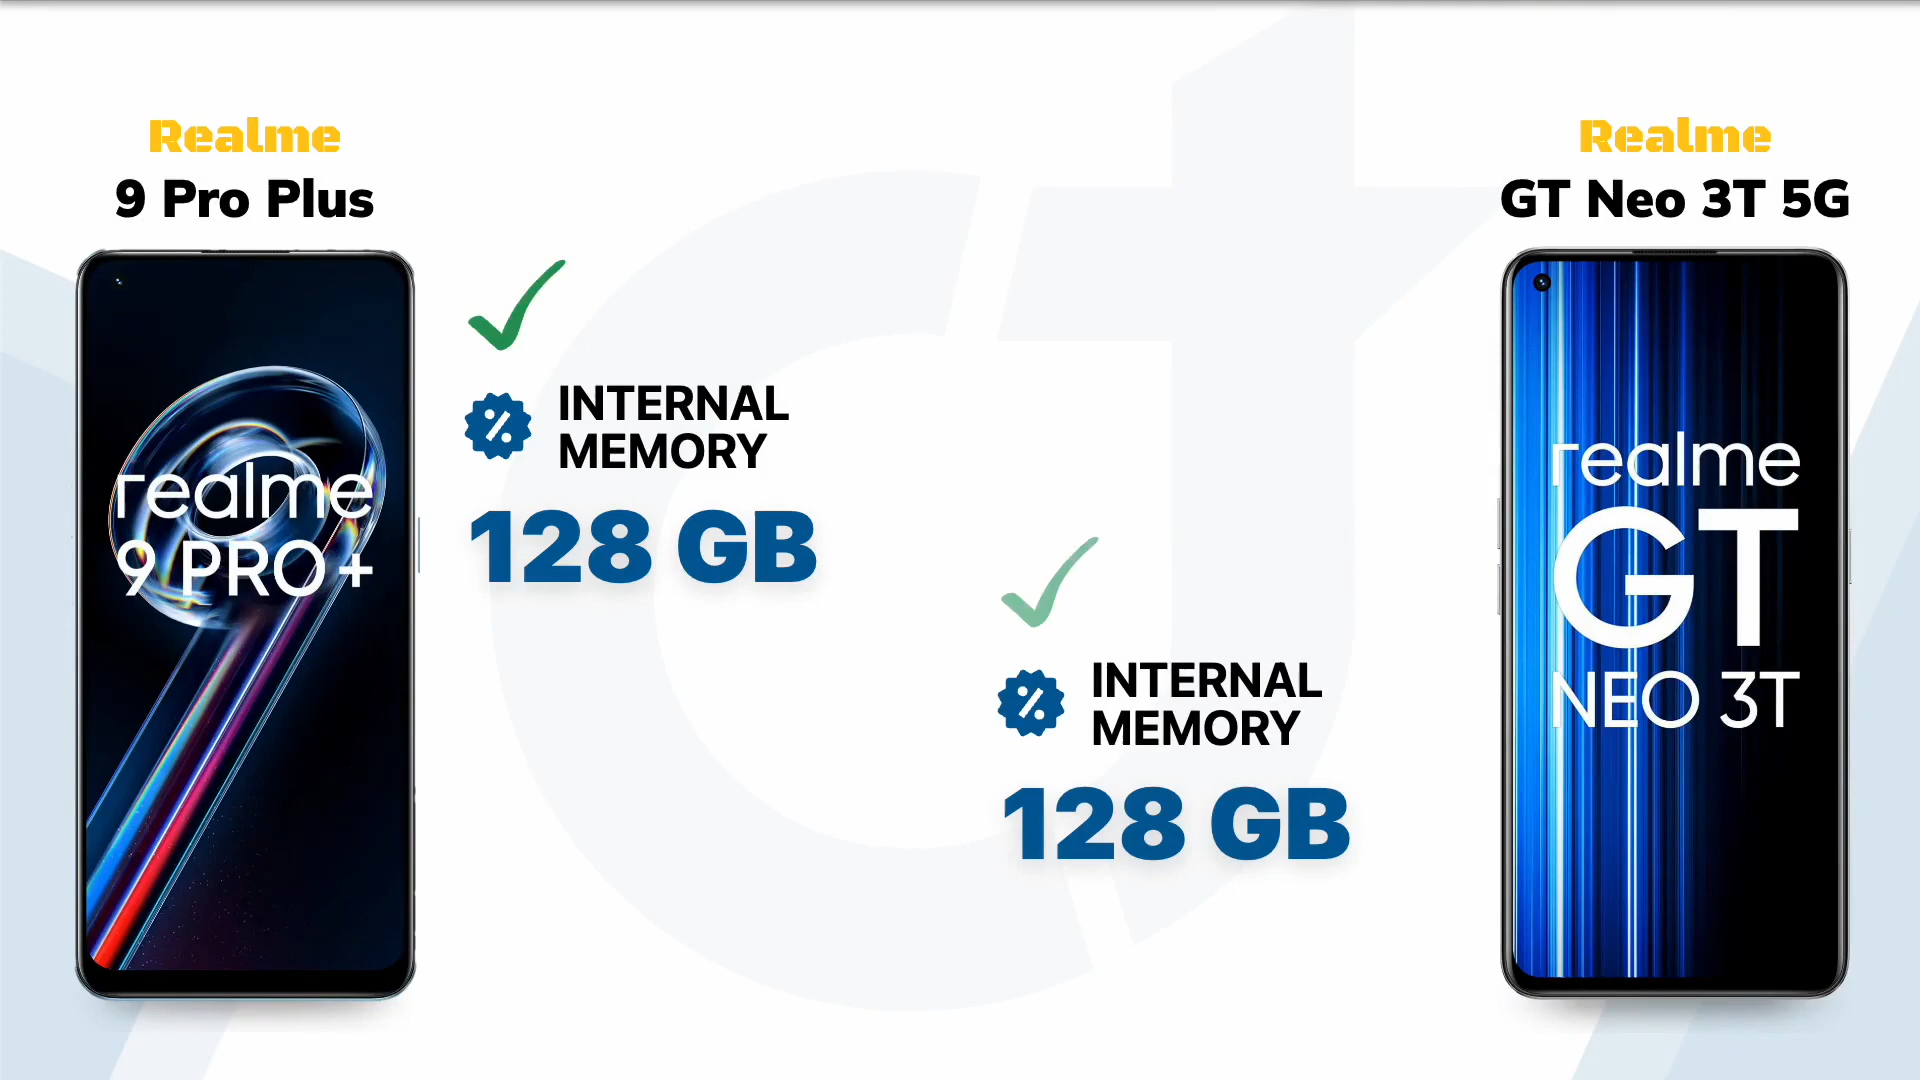 Realme
9 Pro Plus
realme
9 PRO+
INTERNAL
MEMORY
128 GB
INTERNAL
MEMORY
128 GB
Realme
GT Neo 3T 5G
realme
GT
NEO 3T